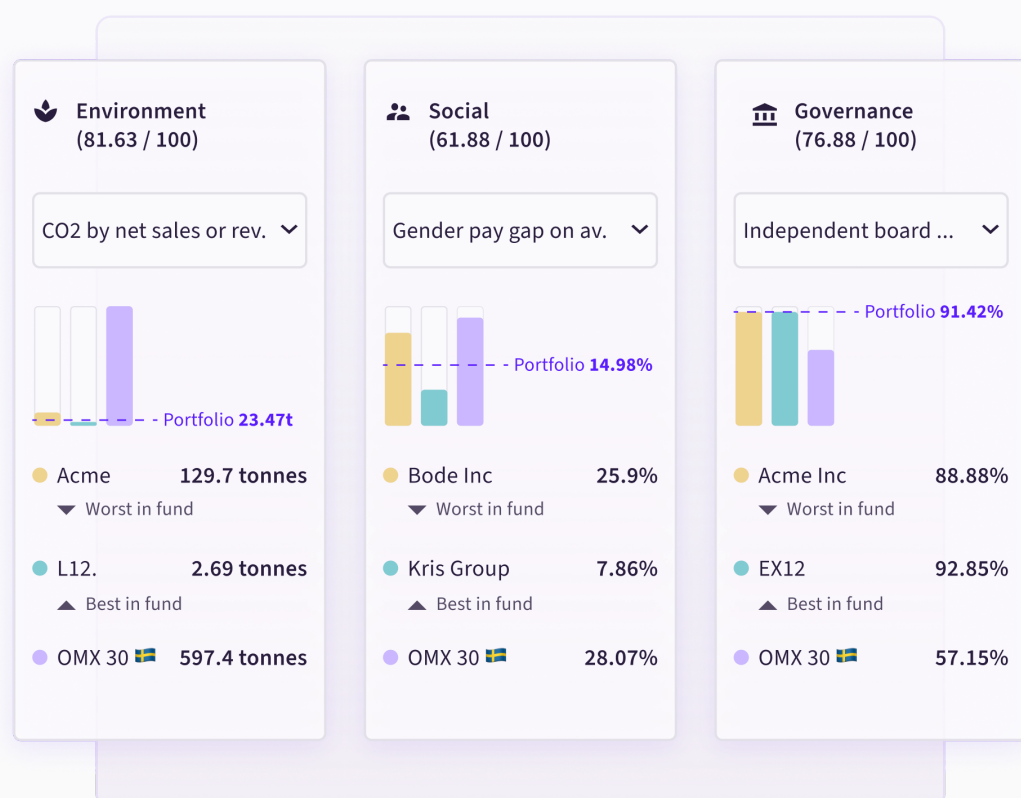 Environment
(81.63 / 100)
CO2 by net sales or rev.
Portfolio 23.47t
Acme 129.7 tonnes
Worst in fund
L12. 2.69 tonnes
Best in fund
OMX 30 597.4 tonnes
Social
(61.88 / 100)
Gender pay gap on av.
Portfolio 14.98%
Bode Inc 25.9%
Worst in fund
Kris Group 7.86%
Best in fund
OMX 30 28.07%
Governance
(76.88 / 100)
Independent board ...
Portfolio 91.42%
Acme Inc 88.88%
Worst in fund
EX12 92.85%
Best in fund
OMX 30 57.15%